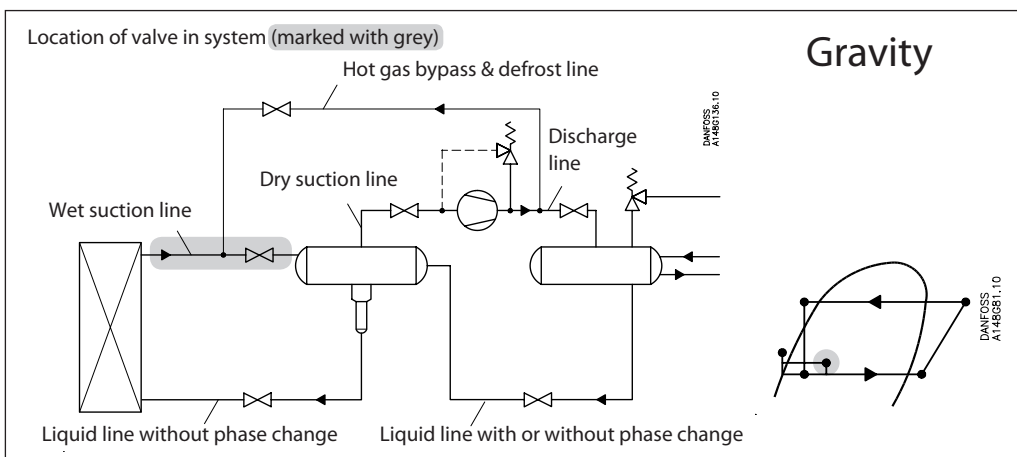 Location of valve in system (marked with grey)
Gravity
Hot gas bypass & defrost line
DANFOSS
A148G136.10
Discharge
line
Dry suction line
Wet suction line
DANFOSS
A148G81.10
Liquid line without phase change
Liquid line with or without phase change